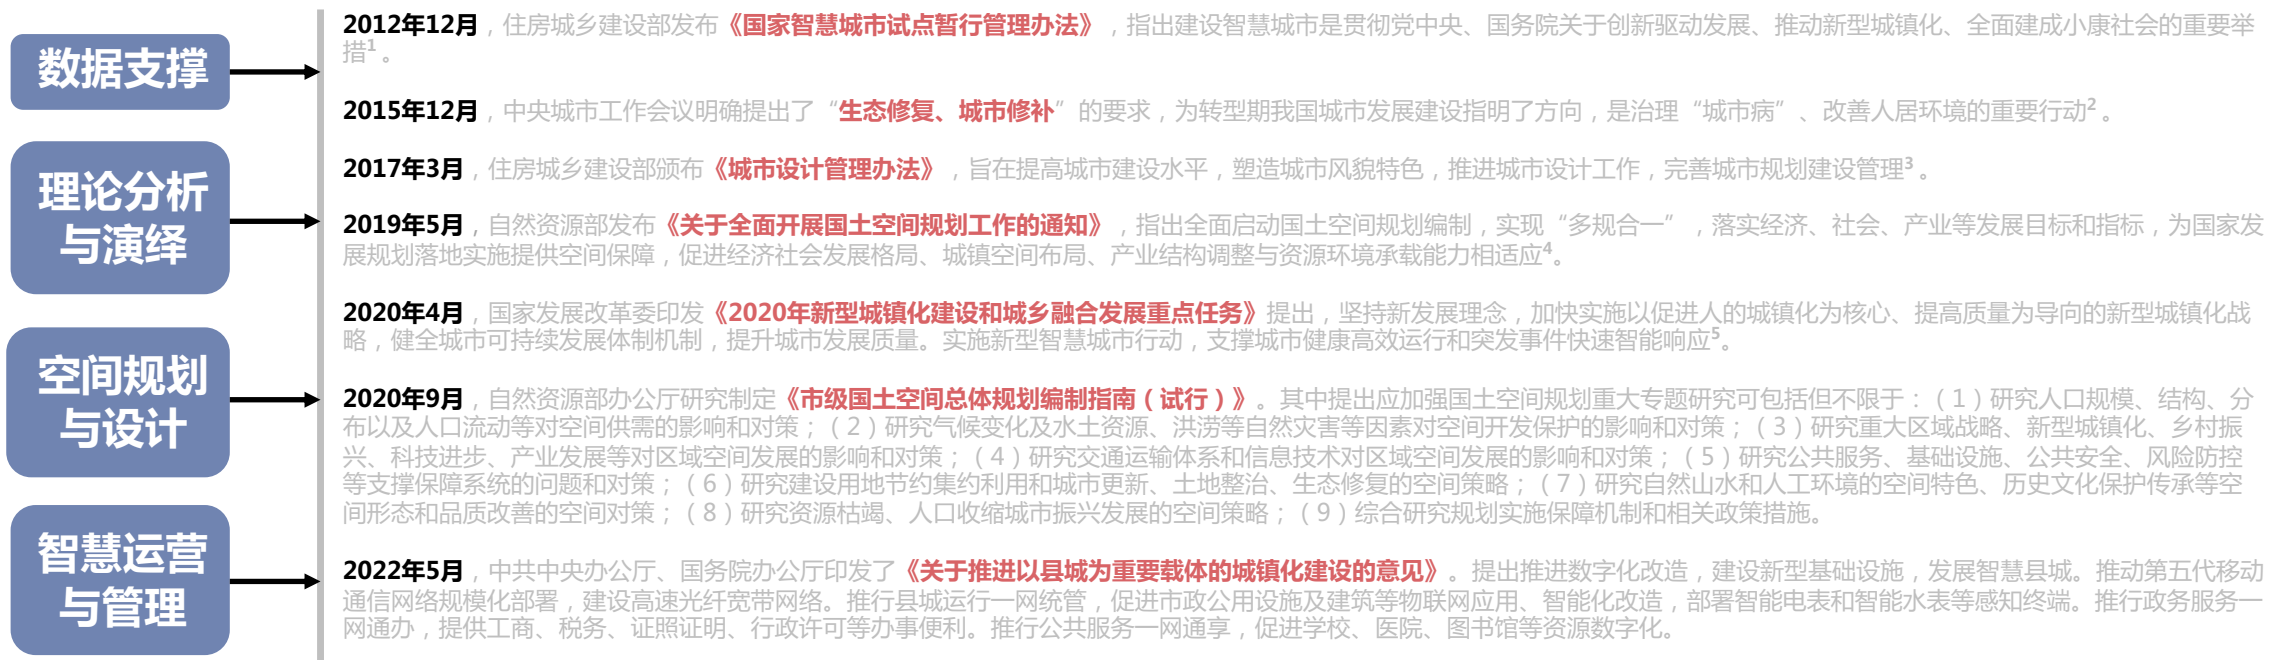 数据支撑
理论分析
与演绎
空间规划
与设计
智慧运营
与管理
2012年12月，住房城乡建设部发布《国家智慧城市试点暂行管理办法》，指出建设智慧城市是贯彻党中央、国务院关于创新驱动发展、推动新型城镇化、全面建成小康社会的重要举
措1。
2015年12月，中央城市工作会议明确提出了“生态修复、城市修补”的要求，为转型期我国城市发展建设指明了方向，是治理“城市病”、改善人居环境的重要行动2。
2017年3月，住房城乡建设部颁布《城市设计管理办法》，旨在提高城市建设水平，塑造城市风貌特色，推进城市设计工作，完善城市规划建设管理3。
2019年5月，自然资源部发布《关于全面开展国土空间规划工作的通知》，指出全面启动国土空间规划编制，实现“多规合一”，落实经济、社会、产业等发展目标和指标，为国家发
展规划落地实施提供空间保障，促进经济社会发展格局、城镇空间布局、产业结构调整与资源环境承载能力相适应4。
2020年4月，国家发展改革委印发《2020年新型城镇化建设和城乡融合发展重点任务》提出，坚持新发展理念，加快实施以促进人的城镇化为核心、提高质量为导向的新型城镇化战
略，健全城市可持续发展体制机制，提升城市发展质量。实施新型智慧城市行动，支撑城市健康高效运行和突发事件快速智能响应5。
2020年9月，自然资源部办公厅研究制定《市级国土空间总体规划编制指南（试行）》。其中提出应加强国土空间规划重大专题研究可包括但不限于：（1）研究人口规模、结构、分
布以及人口流动等对空间供需的影响和对策；（2）研究气候变化及水土资源、洪涝等自然灾害等因素对空间开发保护的影响和对策；（3）研究重大区域战略、新型城镇化、乡村振
兴、科技进步、产业发展等对区域空间发展的影响和对策；（4）研究交通运输体系和信息技术对区域空间发展的影响和对策；（5）研究公共服务、基础设施、公共安全、风险防控
等支撑保障系统的问题和对策；（6）研究建设用地节约集约利用和城市更新、土地整治、生态修复的空间策略；（7）研究自然山水和人工环境的空间特色、历史文化保护传承等空
间形态和品质改善的空间对策；（8）研究资源枯竭、人口收缩城市振兴发展的空间策略；（9）综合研究规划实施保障机制和相关政策措施。
2022年5月，中共中央办公厅、国务院办公厅印发了《关于推进以县城为重要载体的城镇化建设的意见》。提出推进数字化改造，建设新型基础设施，发展智慧县城。推动第五代移动
通信网络规模化部署，建设高速光纤宽带网络。推行县城运行一网统管，促进市政公用设施及建筑等物联网应用、智能化改造，部署智能电表和智能水表等感知终端。推行政务服务一
网通办，提供工商、税务、证照证明、行政许可等办事便利。推行公共服务一网通享，促进学校、医院、图书馆等资源数字化。